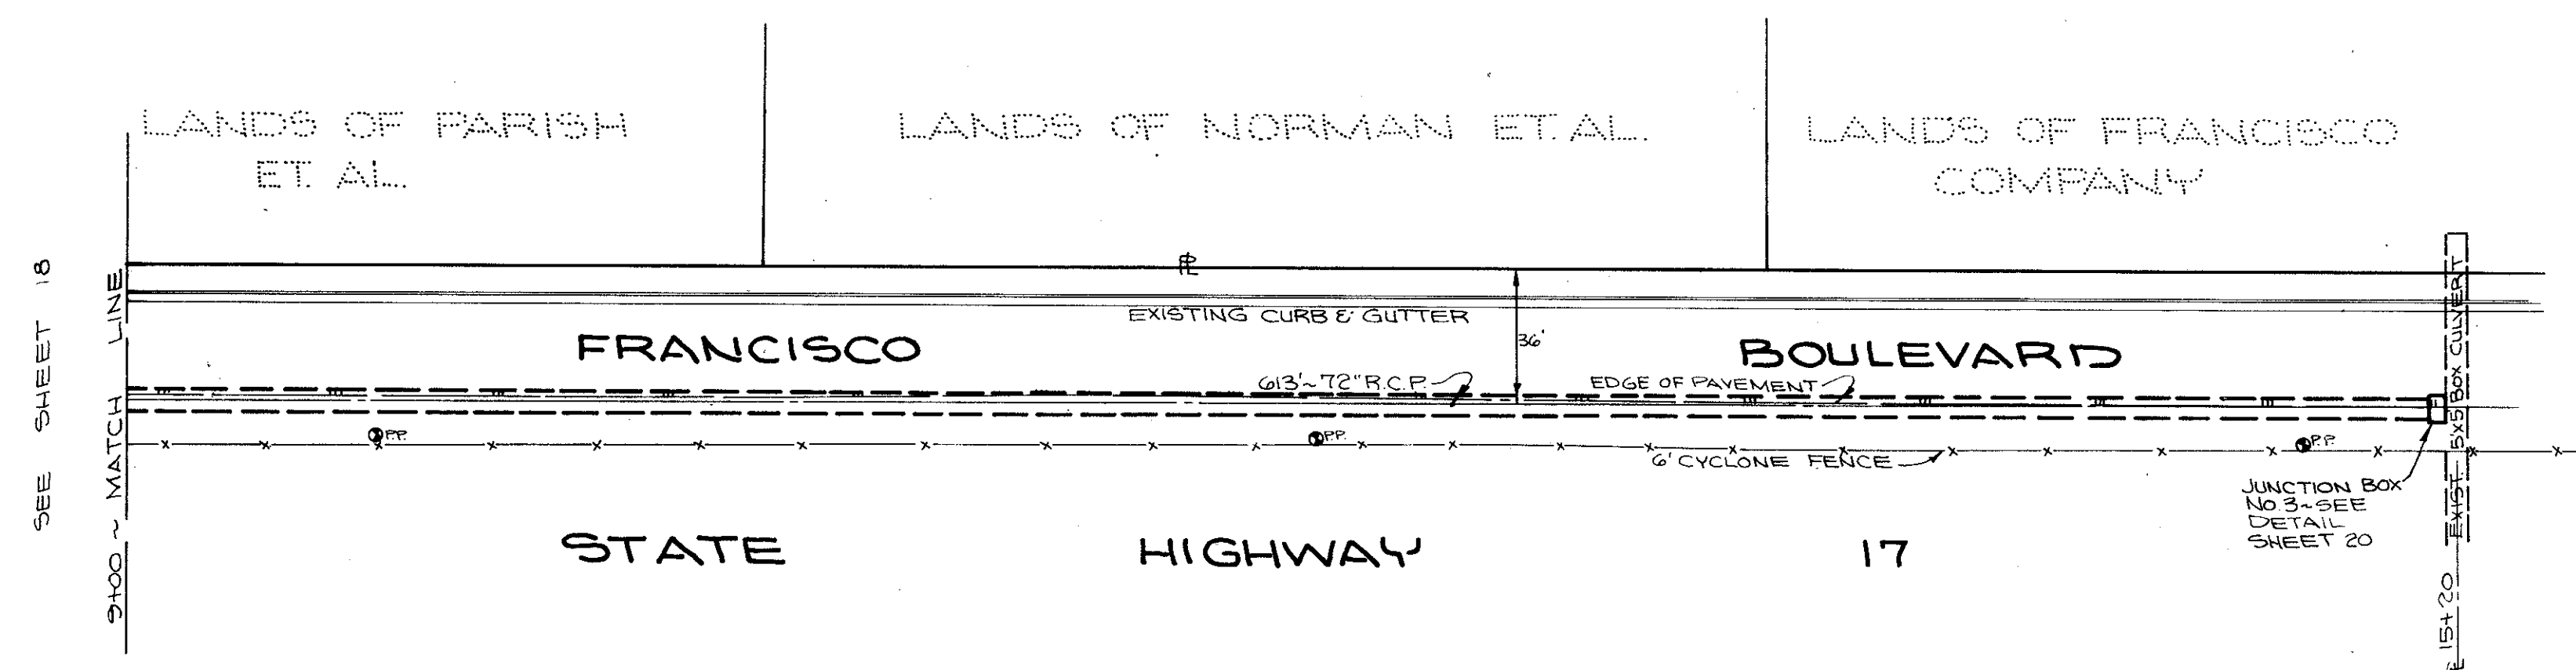 LANDS OF PARISH
ET. AL.
LANDS OF NORMAN ET. AL.
LANDS OF FRANCISCO
COMPANY
SEE SHEET 18
9+00 ~ MATCH LINE
EXISTING CURB & GUTTER
36'
FRANCISCO BOULEVARD
613'~72" R.C.P.
EDGE OF PAVEMENT
P.P.
P.P.
P.P.
6' CYCLONE FENCE
JUNCTION BOX
NO. 3 ~ SEE
DETAIL
SHEET 20
EXIST. 5'x5' BOX CULVERT
STATE HIGHWAY 17
15+20